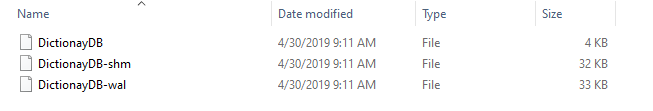 Name Date modified Type Size
DictionayDB 4/30/2019 9:11 AM File 4 KB
DictionayDB-shm 4/30/2019 9:11 AM File 32 KB
DictionayDB-wal 4/30/2019 9:11 AM File 33 KB